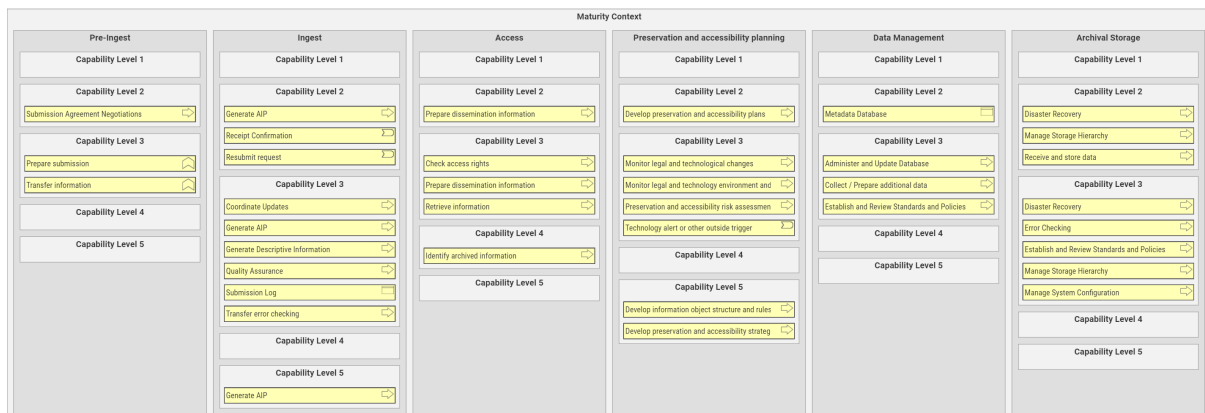 Maturity Context
Pre-Ingest
Capability Level 1
Capability Level 2
Submission Agreement Negotiations
Capability Level 3
Prepare submission
Transfer information
Capability Level 4
Capability Level 5
Ingest
Capability Level 1
Capability Level 2
Generate AIP
Receipt Confirmation
Resubmit request
Capability Level 3
Coordinate Updates
Generate AIP
Generate Descriptive Information
Quality Assurance
Submission Log
Transfer error checking
Capability Level 4
Capability Level 5
Generate AIP
Access
Capability Level 1
Capability Level 2
Prepare dissemination information
Capability Level 3
Check access rights
Prepare dissemination information
Retrieve information
Capability Level 4
Identify archived information
Capability Level 5
Preservation and accessibility planning
Capability Level 1
Capability Level 2
Develop preservation and accessibility plans
Capability Level 3
Monitor legal and technological changes
Monitor legal and technology environment and
Preservation and accessibility risk assessmen
Technology alert or other outside trigger
Capability Level 4
Capability Level 5
Develop information object structure and rules
Develop preservation and accessibility strateg
Data Management
Capability Level 1
Capability Level 2
Metadata Database
Capability Level 3
Administer and Update Database
Collect / Prepare additional data
Establish and Review Standards and Policies
Capability Level 4
Capability Level 5
Archival Storage
Capability Level 1
Capability Level 2
Disaster Recovery
Manage Storage Hierarchy
Receive and store data
Capability Level 3
Disaster Recovery
Error Checking
Establish and Review Standards and Policies
Manage Storage Hierarchy
Manage System Configuration
Capability Level 4
Capability Level 5